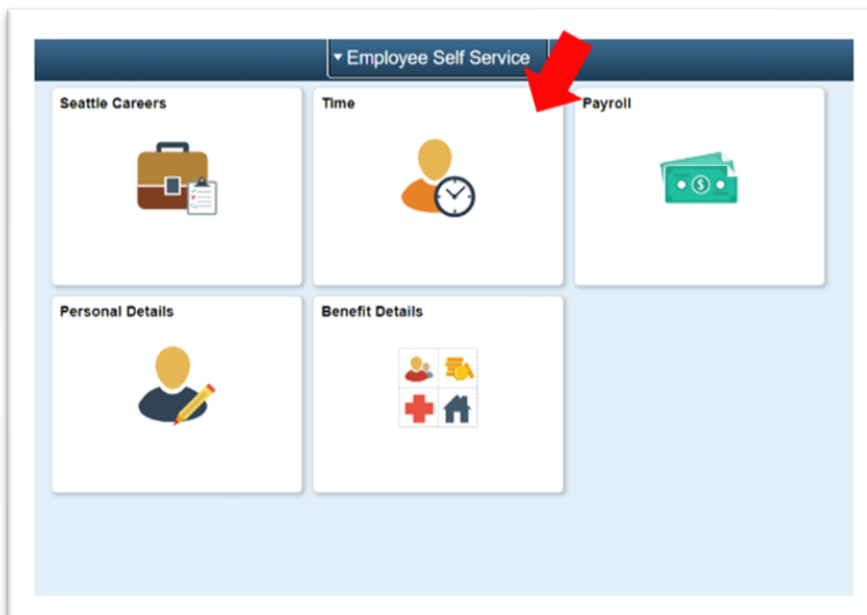 Employee Self Service
Seattle Careers
Time
Payroll
$
Personal Details
Benefit Details